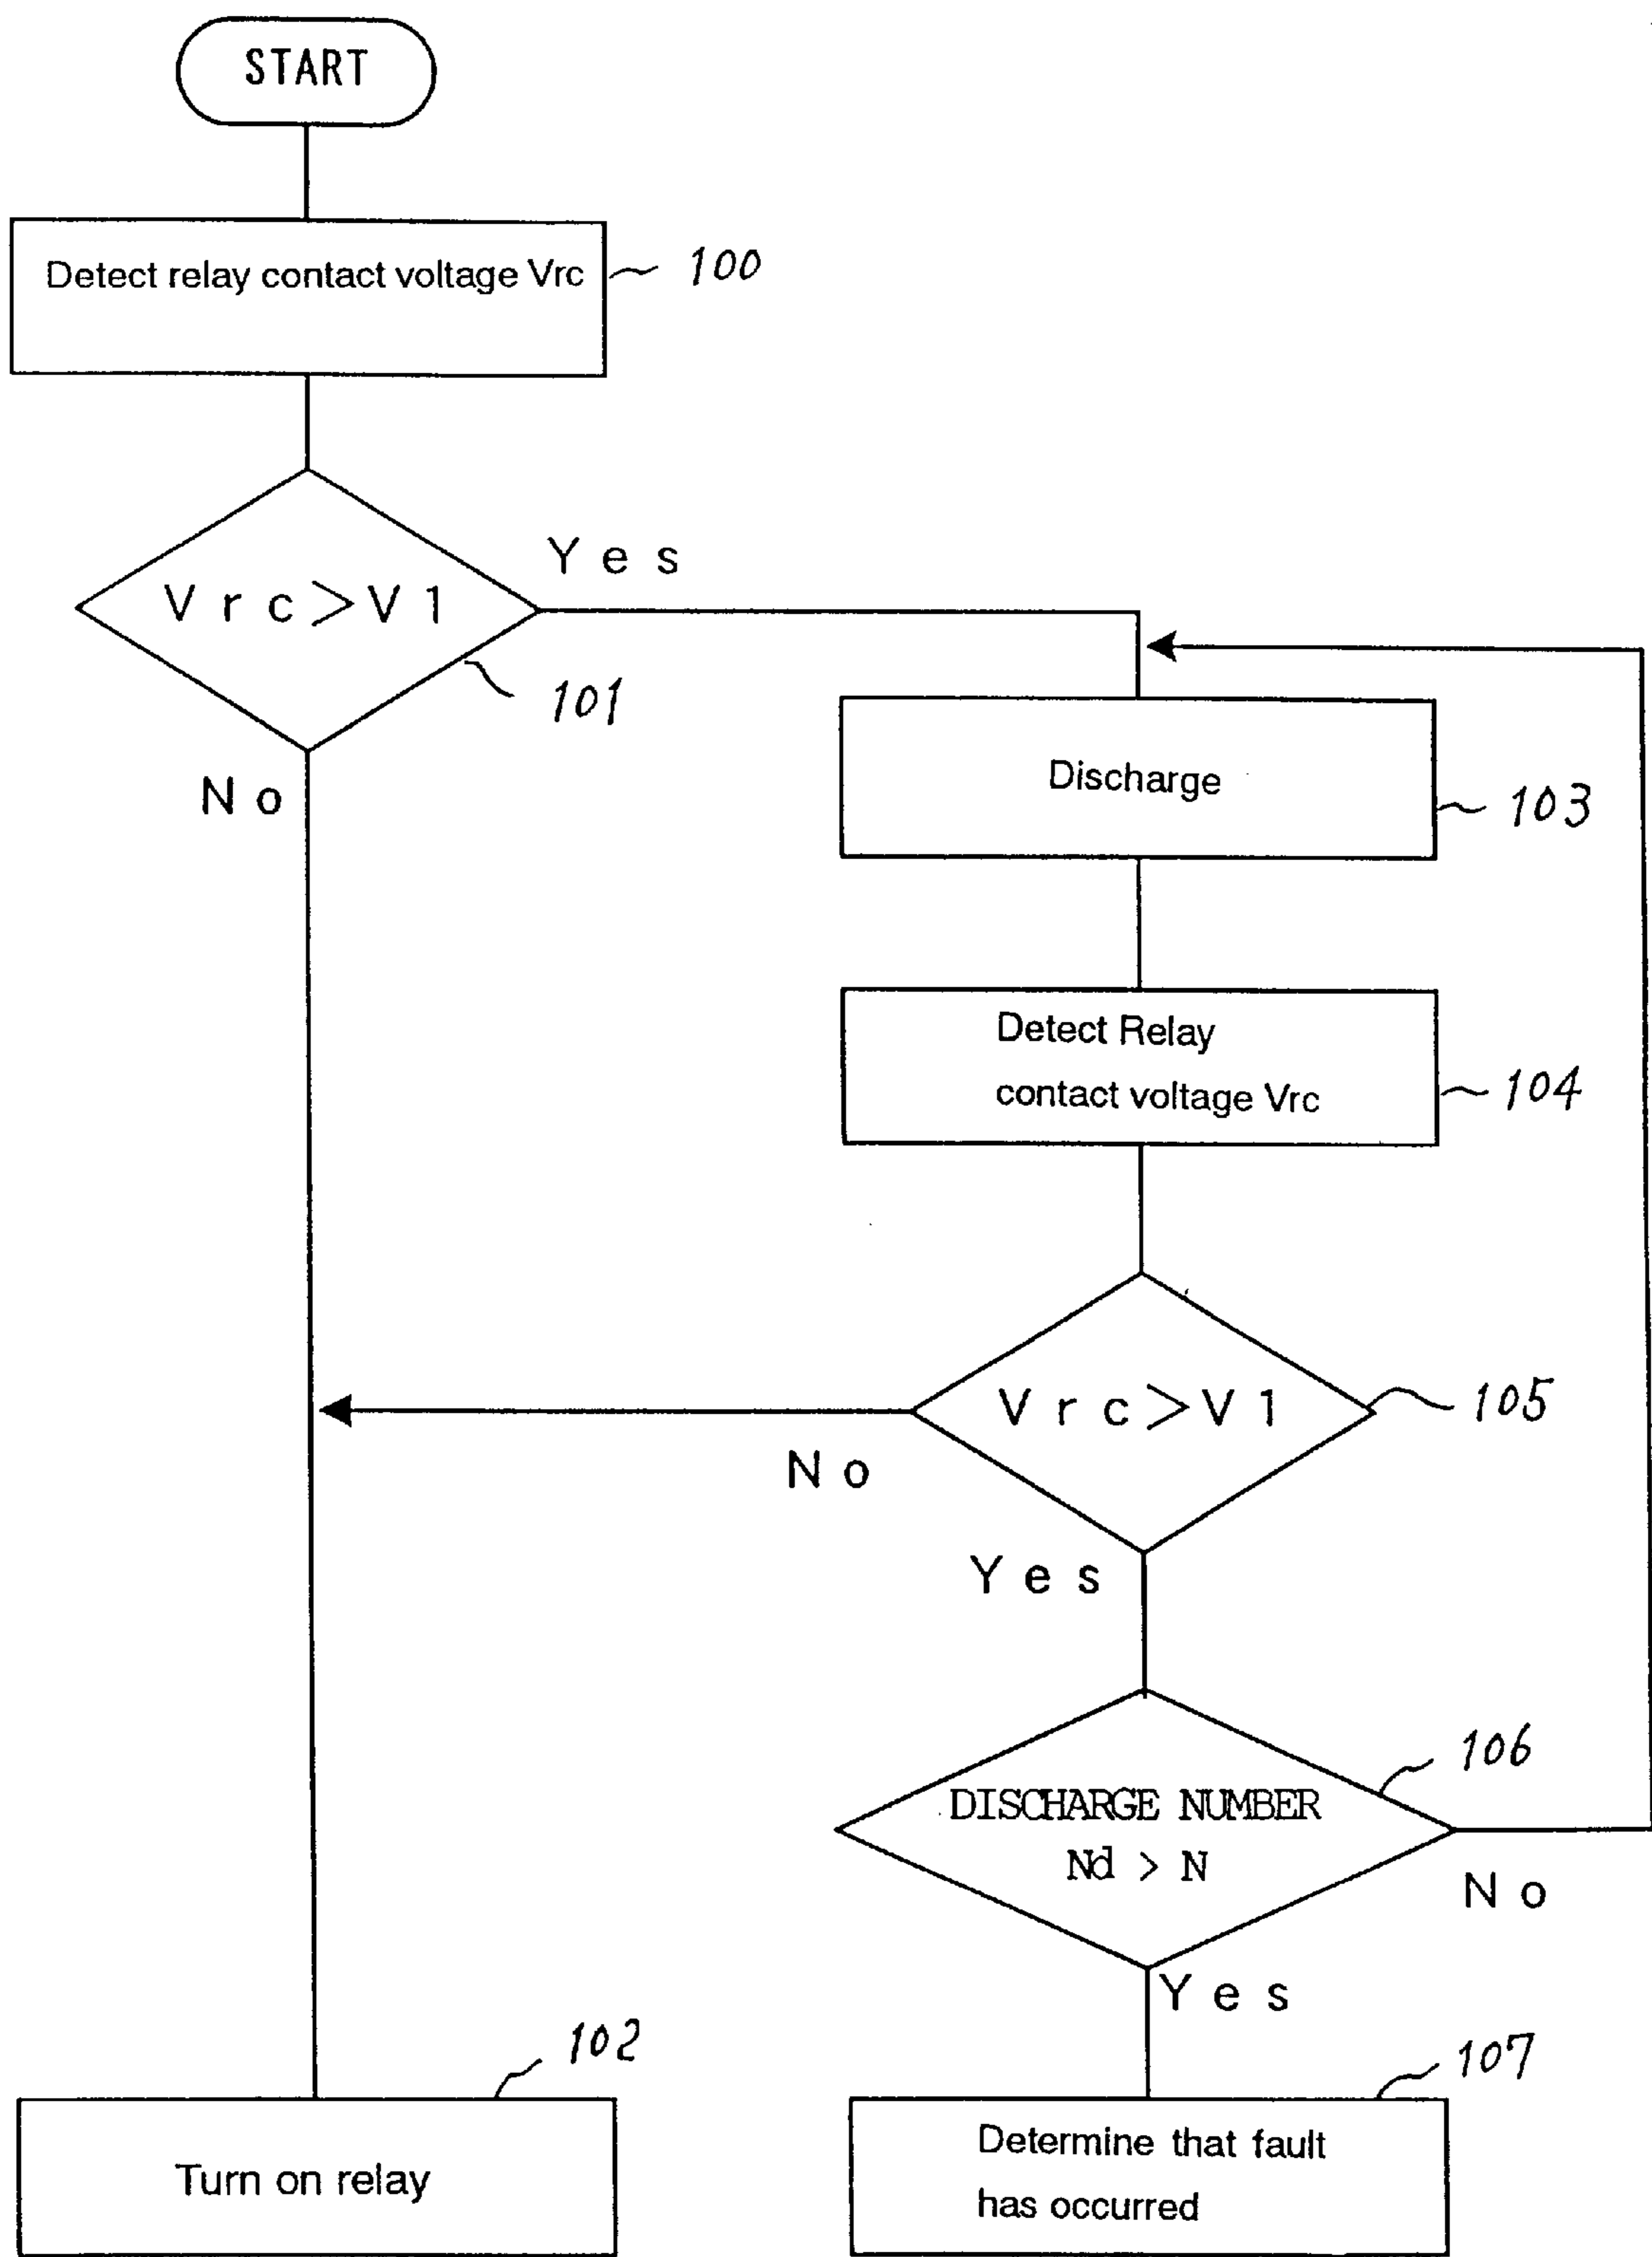 START
Detect relay contact voltage Vrc
100
Yes
Vrc>V1
101
No
Discharge
103
Detect Relay
contact voltage Vrc
104
Vrc>V1
105
No
Yes
106
DISCHARGE NUMBER
Nd > N
No
Yes
102
Turn on relay
107
Determine that fault
has occurred